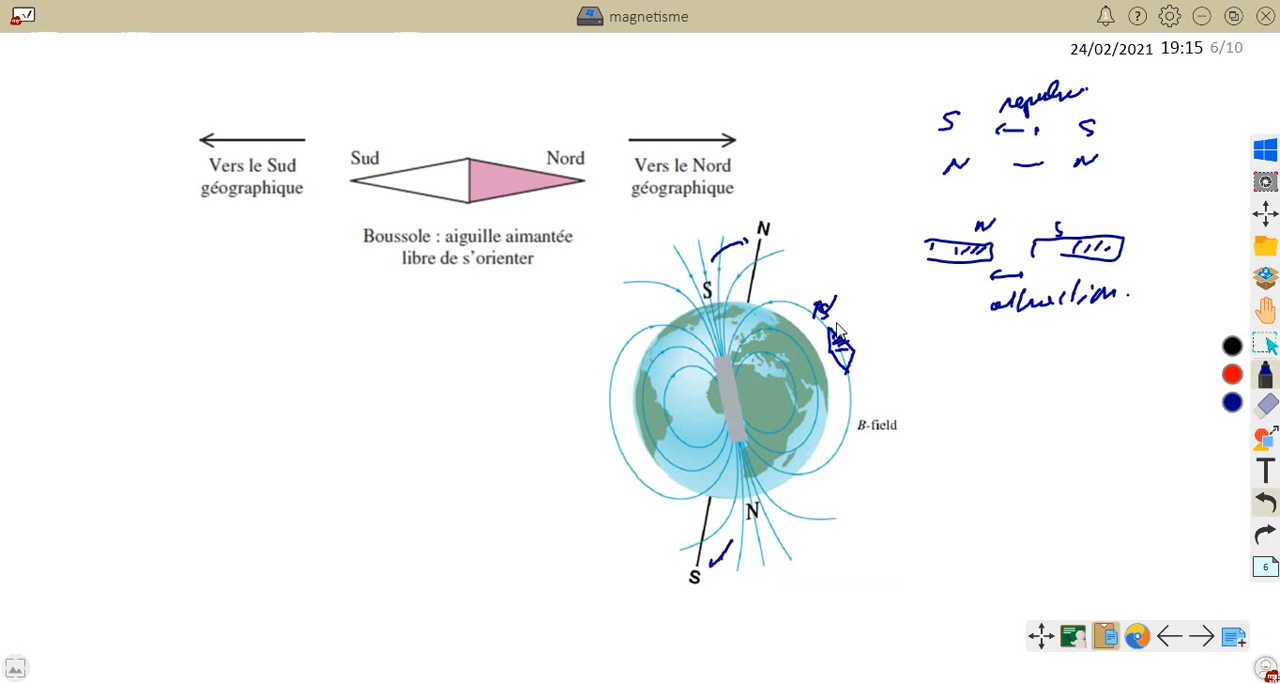 magnetisme
24/02/2021 19:15 6/10
Sud
Nord
Vers le Sud
géographique
Vers le Nord
géographique
Boussole : aiguille aimantée
libre de s'orienter
N
S
B-field
N
S
S S
N N
N S
attraction.
T
6